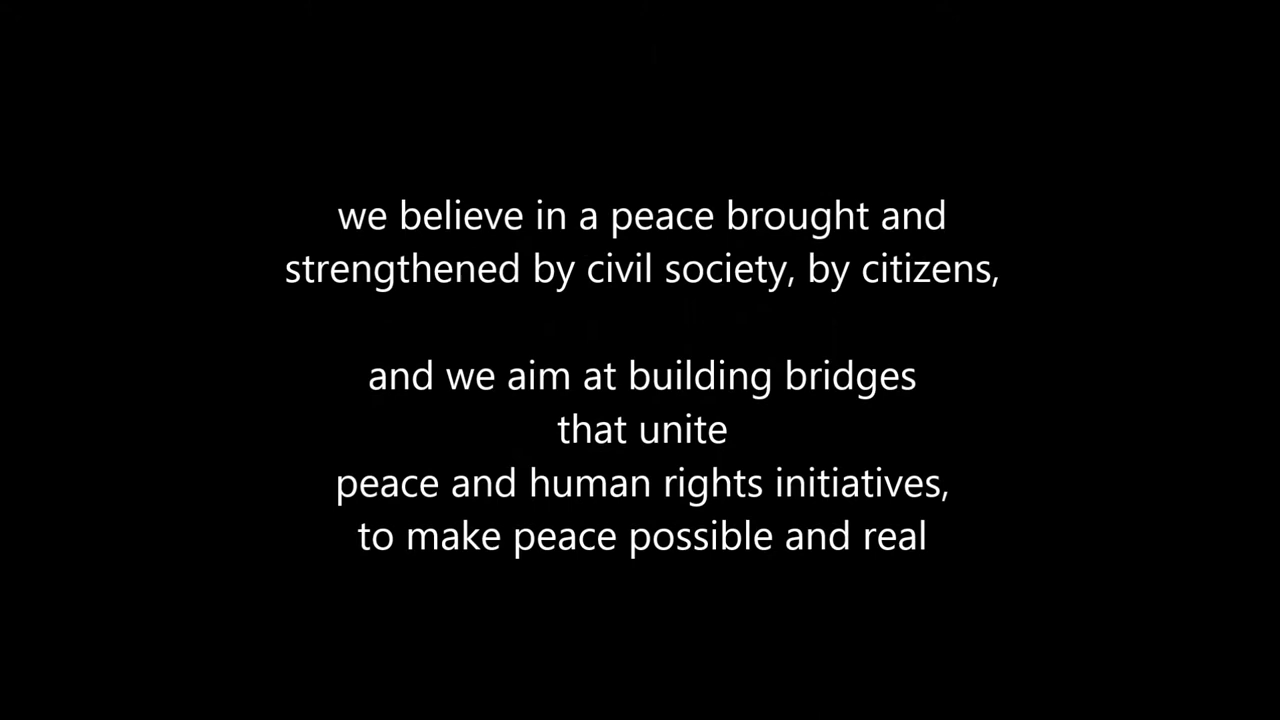 we believe in a peace brought and
strengthened by civil society, by citizens,
and we aim at building bridges
that unite
peace and human rights initiatives,
to make peace possible and real